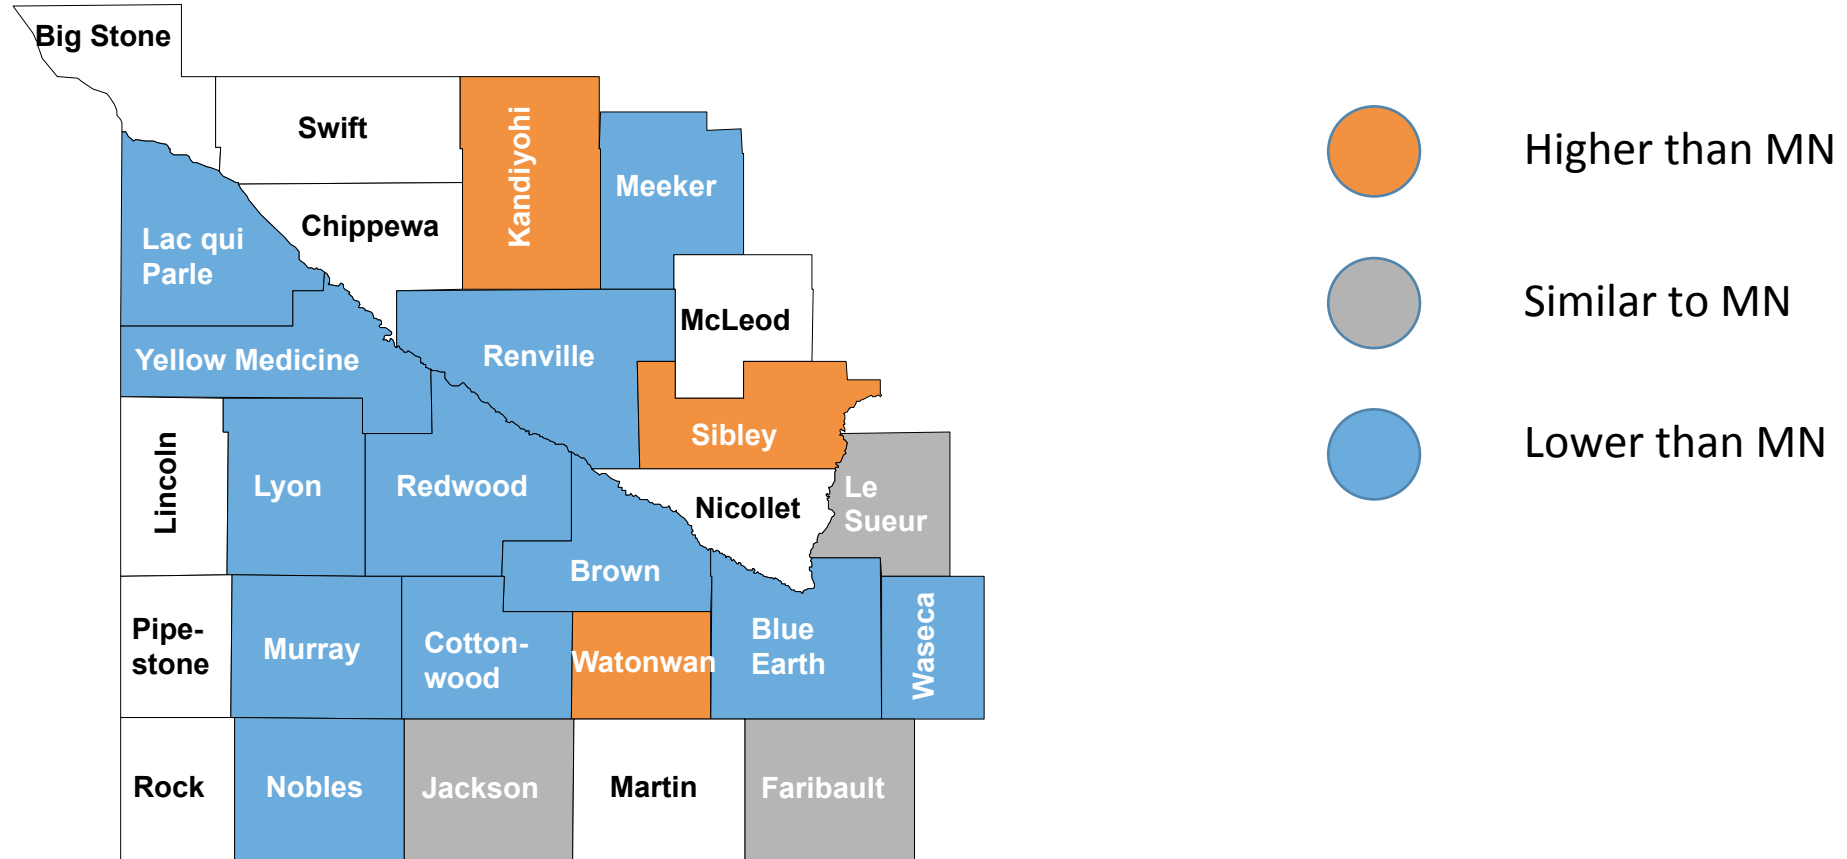 Big Stone
Swift
Kandiyohi
Meeker
Chippewa
Lac qui
Parle
McLeod
Yellow Medicine
Renville
Sibley
Lincoln
Lyon
Redwood
Nicollet
Le
Sueur
Brown
Pipe-
stone
Murray
Cotton-
wood
Watonwan
Blue
Earth
Waseca
Rock
Nobles
Jackson
Martin
Faribault
Higher than MN
Similar to MN
Lower than MN